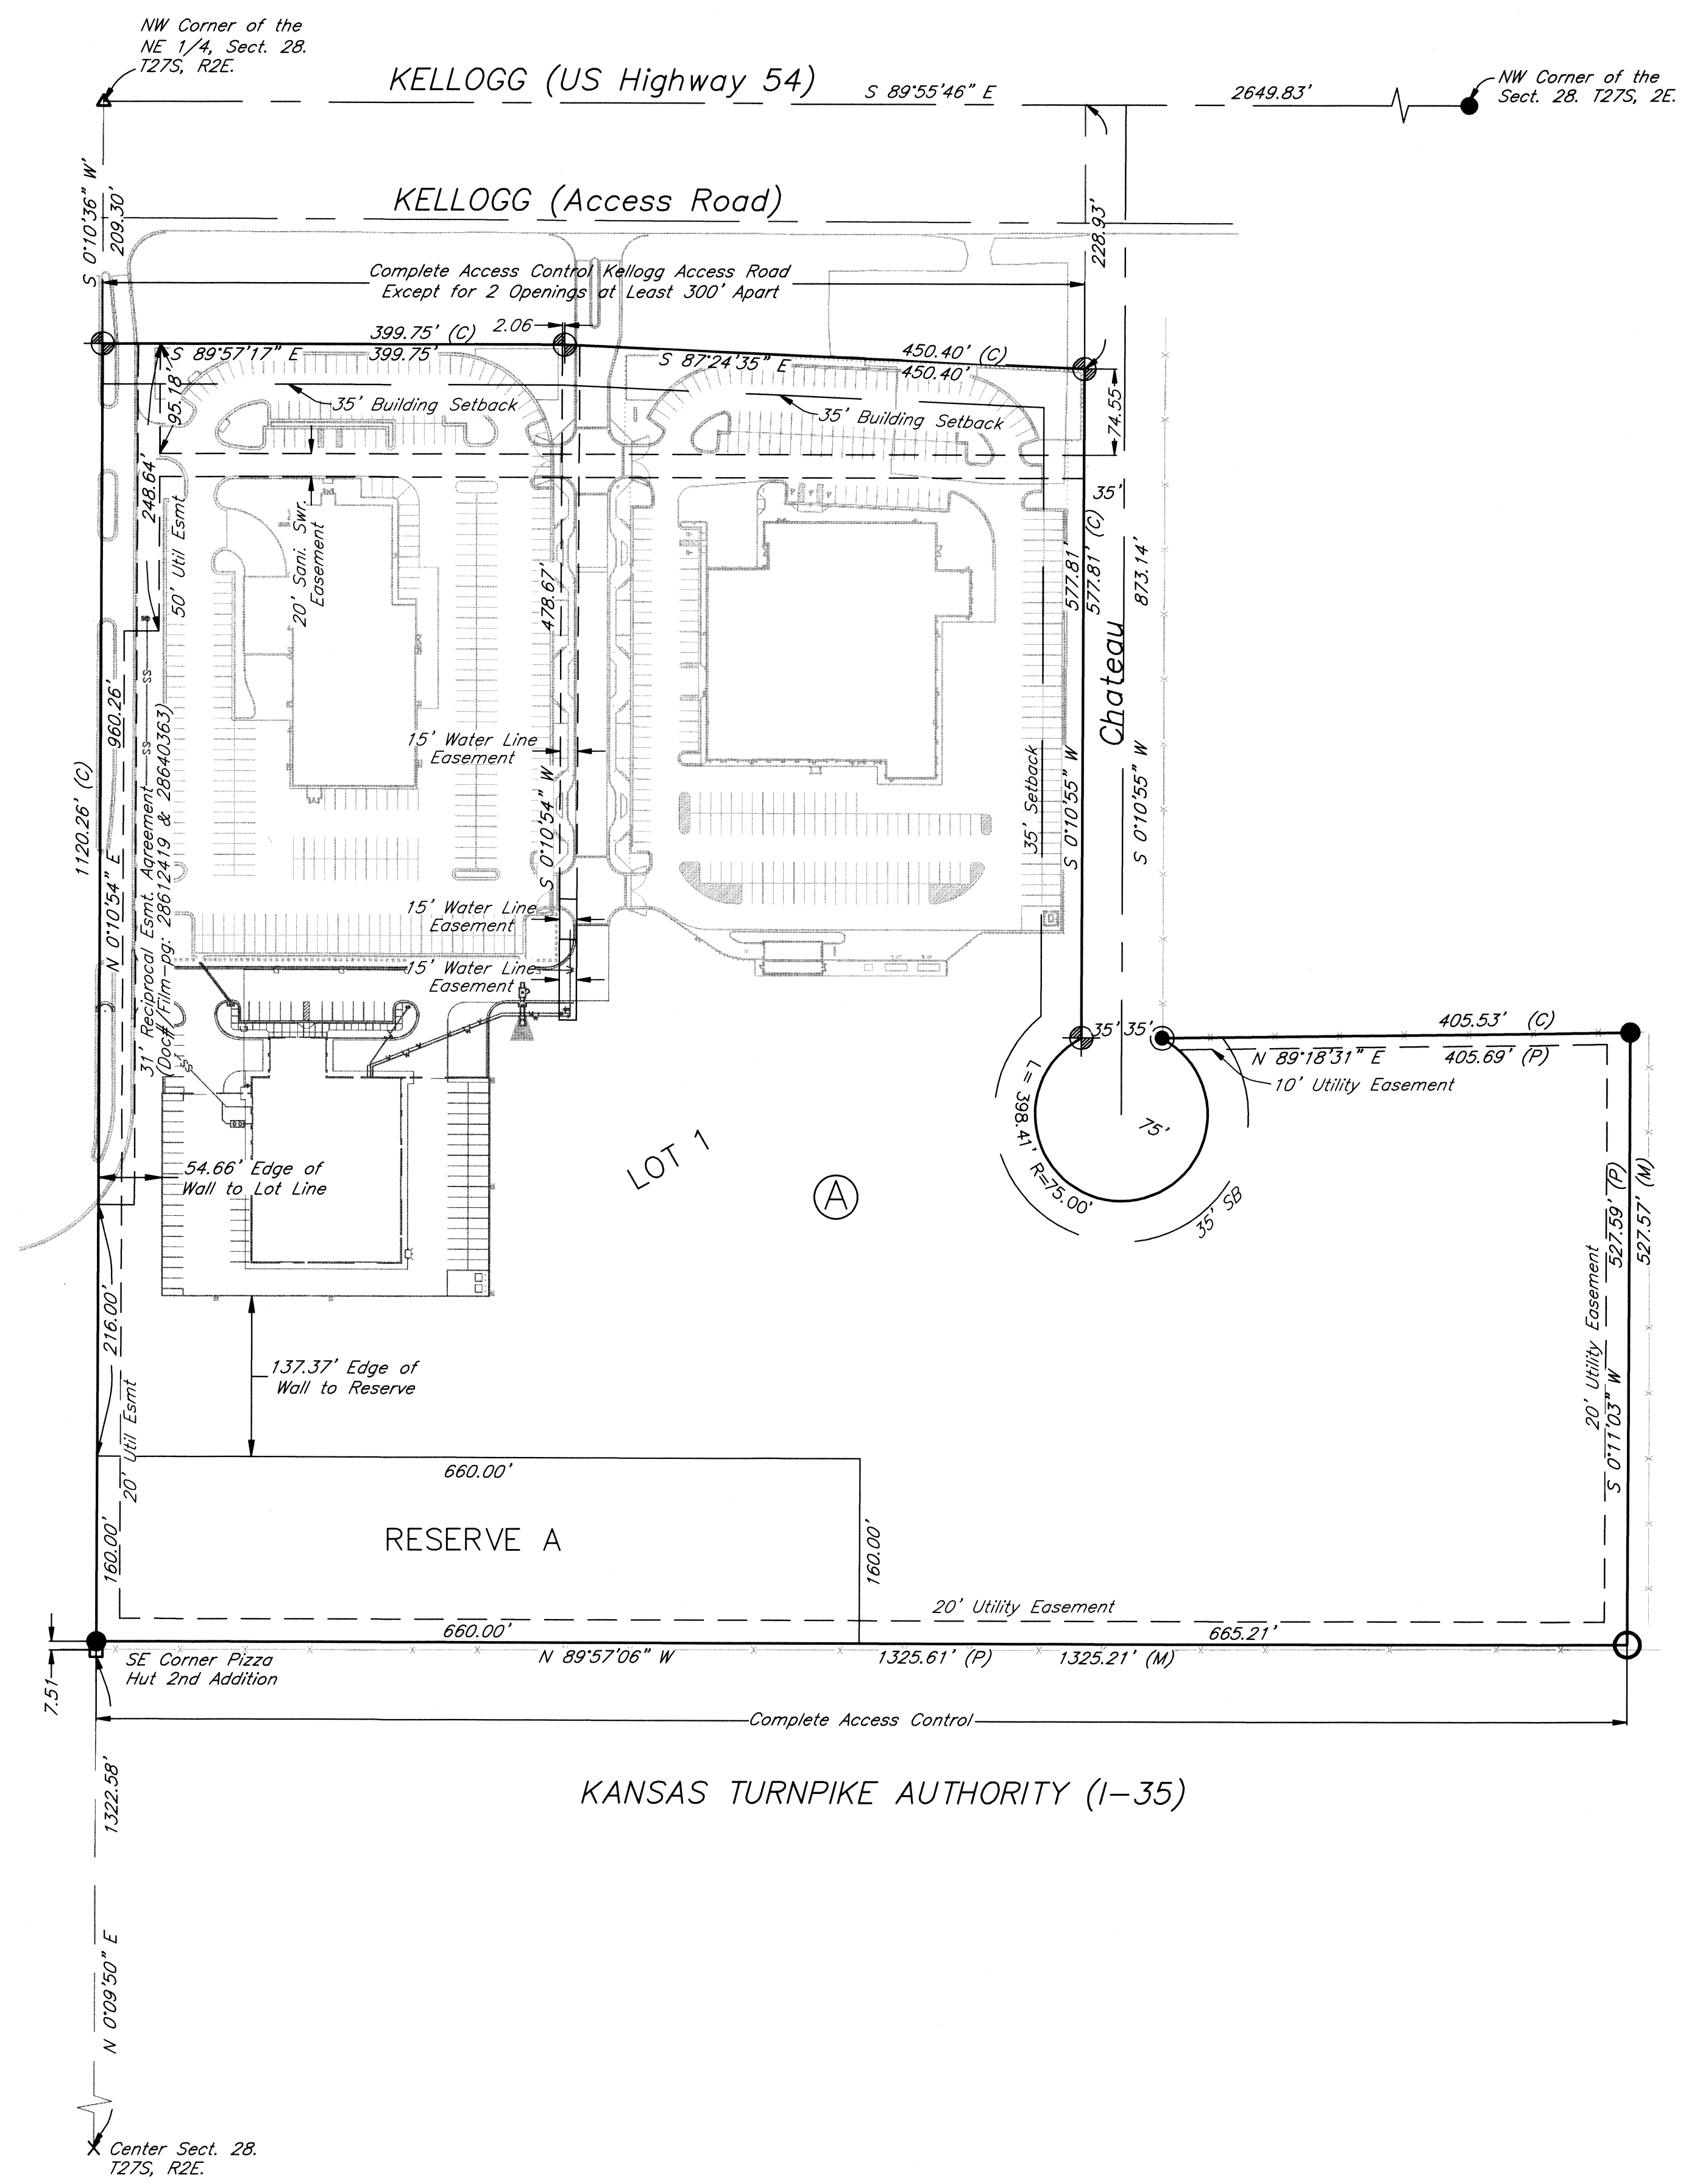 NW Corner of the
NE 1/4, Sect. 28.
T27S, R2E.
KELLOGG (US Highway 54)
S 89°55'46" E
2649.83'
NW Corner of the
Sect. 28. T27S, 2E.
S 0°10'36" W
209.30'
KELLOGG (Access Road)
228.93'
Complete Access Control Kellogg Access Road
Except for 2 Openings at Least 300' Apart
399.75' (C)
2.06
S 89°57'17" E
399.75'
450.40' (C)
S 87°24'35" E
450.40'
95.18'
35' Building Setback
35' Building Setback
74.55'
248.64'
50' Util Esmt
20' Sani. Swr.
Easement
478.67'
35'
577.81'
577.81' (C)
873.14'
Chateau
960.26'
1120.26' (C)
N 0°10'54" E
31' Reciprocal Esmt. Agreement
(Doc#/Film-pg: 28612419 & 28640363)
SS
SS
15' Water Line
Easement
S 0°10'54" W
35' Setback
S 0°10'55" W
S 0°10'55" W
15' Water Line
Easement
15' Water Line
Easement
35' 35'
405.53' (C)
N 89°18'31" E
405.69' (P)
10' Utility Easement
L= 398.41' R=75.00'
75'
35' SB
LOT 1
A
54.66' Edge of
Wall to Lot Line
527.59' (P)
527.57' (M)
20' Utility Easement
S 0°11'03" W
216.00'
137.37' Edge of
Wall to Reserve
20' Util Esmt
660.00'
RESERVE A
160.00'
160.00'
20' Utility Easement
660.00'
665.21'
N 89°57'06" W
1325.61' (P)
1325.21' (M)
SE Corner Pizza
Hut 2nd Addition
7.51
Complete Access Control
1322.58'
KANSAS TURNPIKE AUTHORITY (I-35)
N 0°09'50" E
Center Sect. 28.
T27S, R2E.